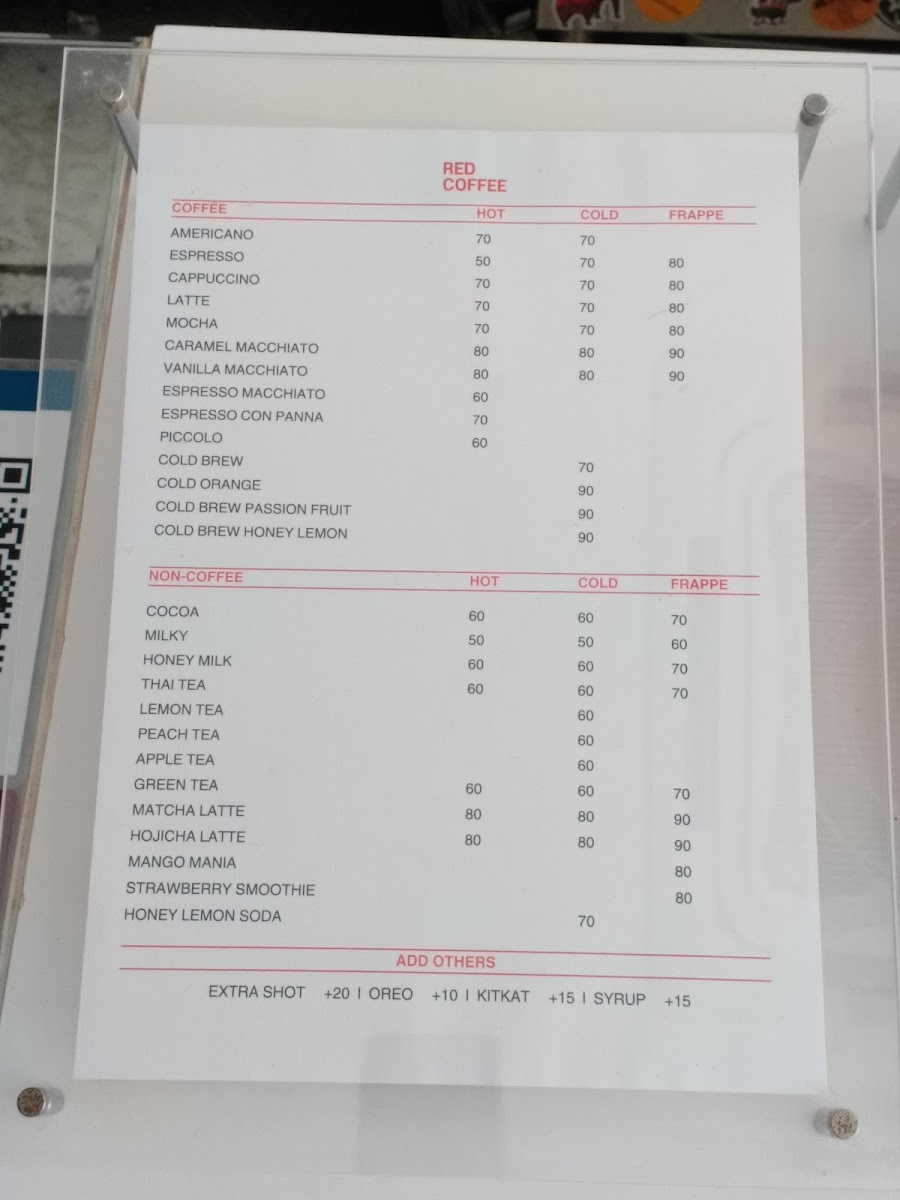 RED
COFFEE
COFFEE HOT COLD FRAPPE
AMERICANO 70 70
ESPRESSO 50 70 80
CAPPUCCINO 70 70 80
LATTE 70 70 80
MOCHA 70 70 80
CARAMEL MACCHIATO 80 80 90
VANILLA MACCHIATO 80 80 90
ESPRESSO MACCHIATO 60
ESPRESSO CON PANNA 70
PICCOLO 60
COLD BREW 70
COLD ORANGE 90
COLD BREW PASSION FRUIT 90
COLD BREW HONEY LEMON 90
NON-COFFEE HOT COLD FRAPPE
COCOA 60 60 70
MILKY 50 50 60
HONEY MILK 60 60 70
THAI TEA 60 60 70
LEMON TEA 60
PEACH TEA 60
APPLE TEA 60
GREEN TEA 60 60 70
MATCHA LATTE 80 80 90
HOJICHA LATTE 80 80 90
MANGO MANIA 80
STRAWBERRY SMOOTHIE 80
HONEY LEMON SODA 70
ADD OTHERS
EXTRA SHOT +20 I OREO +10 I KITKAT +15 I SYRUP +15